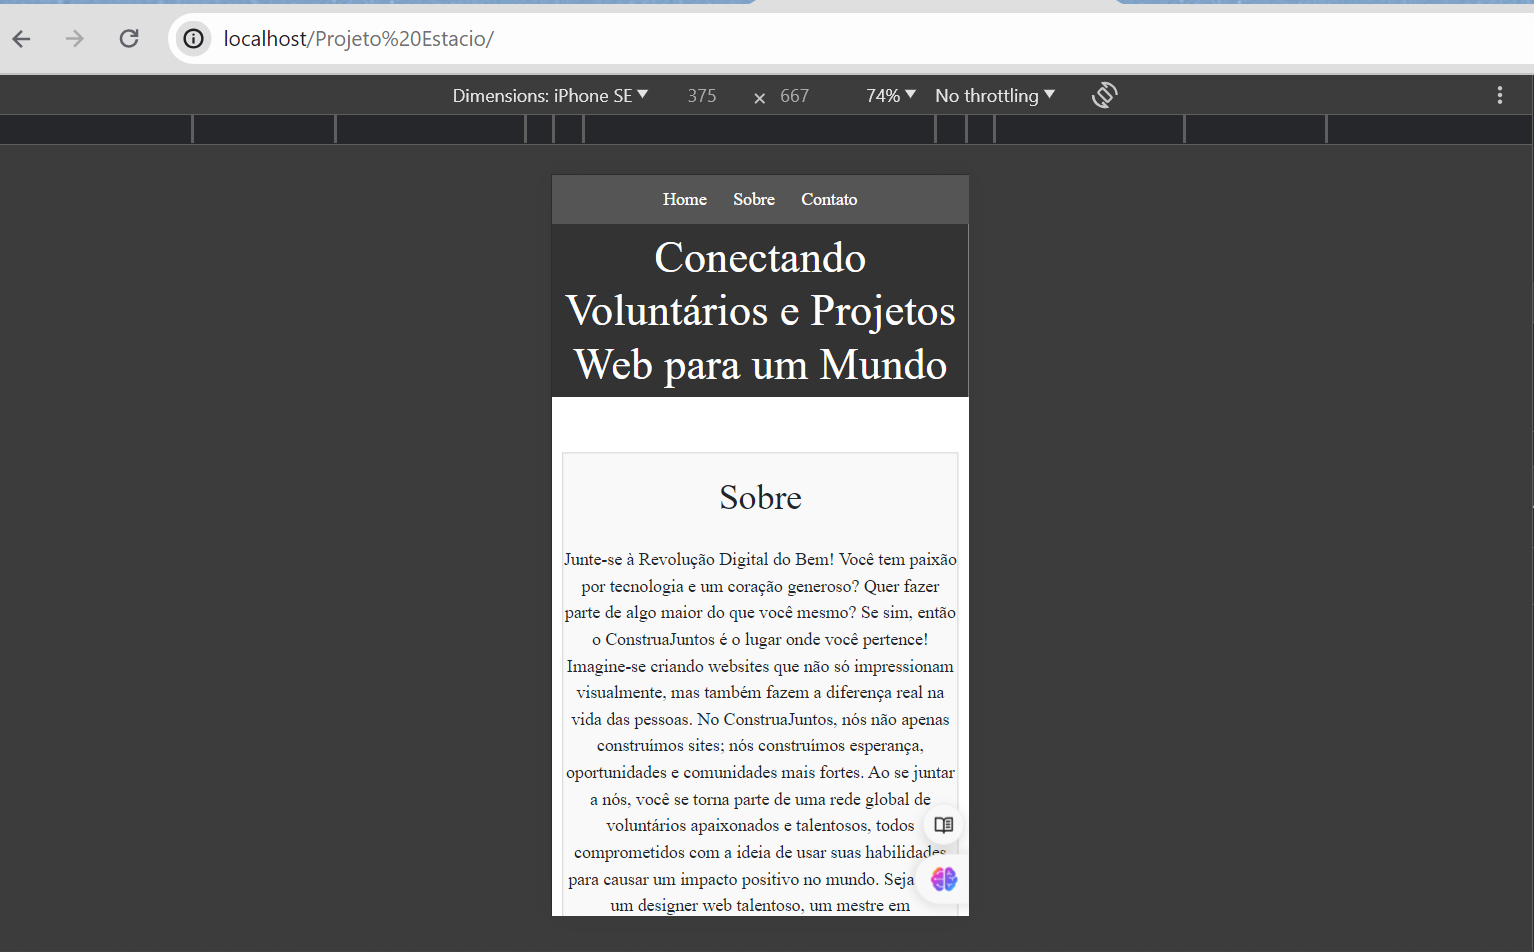 localhost/Projeto%20Estacio/
Dimensions: iPhone SE 375 × 667 74% No throttling
Home Sobre Contato
Conectando
Voluntários e Projetos
Web para um Mundo
Sobre
Junte-se à Revolução Digital do Bem! Você tem paixão
por tecnologia e um coração generoso? Quer fazer
parte de algo maior do que você mesmo? Se sim, então
o ConstruaJuntos é o lugar onde você pertence!
Imagine-se criando websites que não só impressionam
visualmente, mas também fazem a diferença real na
vida das pessoas. No ConstruaJuntos, nós não apenas
construímos sites; nós construímos esperança,
oportunidades e comunidades mais fortes. Ao se juntar
a nós, você se torna parte de uma rede global de
voluntários apaixonados e talentosos, todos
comprometidos com a ideia de usar suas habilidades
para causar um impacto positivo no mundo. Seja
um designer web talentoso, um mestre em